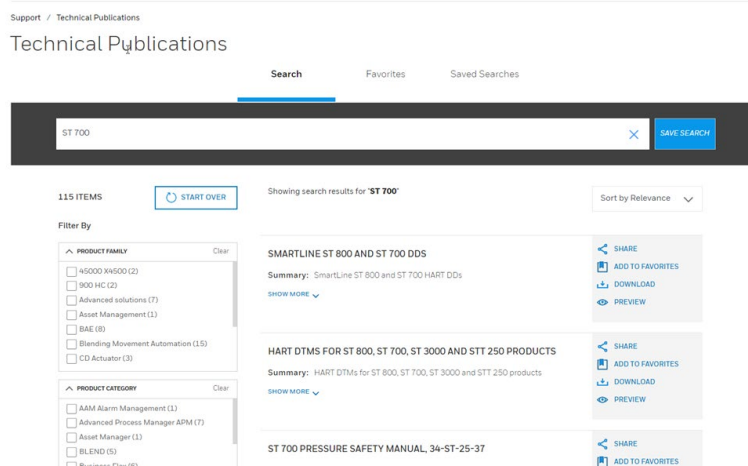 Support / Technical Publications
Technical Publications
Search Favorites Saved Searches
ST 700
SAVE SEARCH
115 ITEMS
START OVER
Showing search results for "ST 700"
Sort by Relevance
Filter By
PRODUCT FAMILY Clear
45000 X4500 (2)
900 HC (2)
Advanced solutions (7)
Asset Management (1)
BAE (8)
Blending Movement Automation (15)
CD Actuator (3)
PRODUCT CATEGORY Clear
AAM Alarm Management (1)
Advanced Process Manager APM (7)
Asset Manager (1)
BLEND (5)
SMARTLINE ST 800 AND ST 700 DDS
Summary: SmartLine ST 800 and ST 700 HART DDs
SHOW MORE
SHARE
ADD TO FAVORITES
DOWNLOAD
PREVIEW
HART DTMS FOR ST 800, ST 700, ST 3000 AND STT 250 PRODUCTS
Summary: HART DTMs for ST 800, ST 700, ST 3000 and STT 250 products
SHOW MORE
SHARE
ADD TO FAVORITES
DOWNLOAD
PREVIEW
ST 700 PRESSURE SAFETY MANUAL, 34-ST-25-37
SHARE
ADD TO FAVORITES